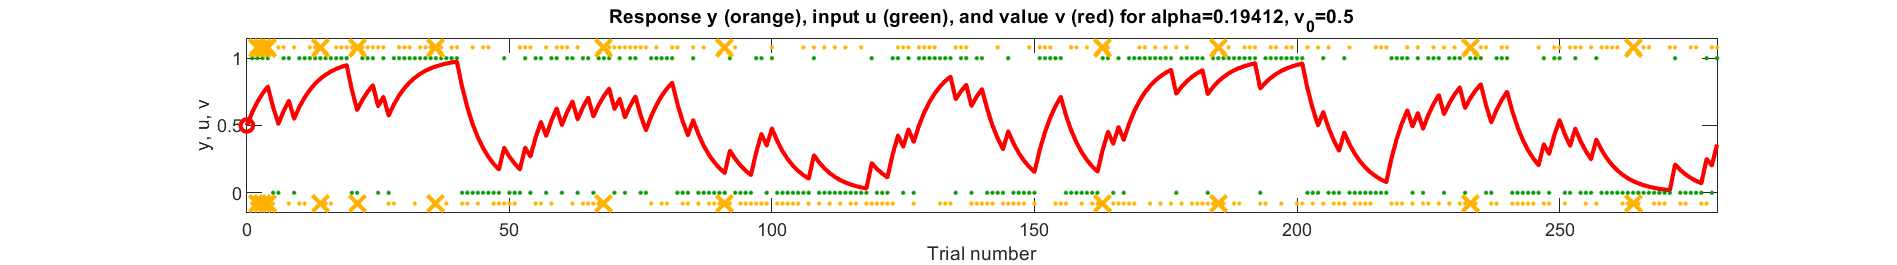 Response y (orange), input u (green), and value v (red) for alpha=0.19412, v0=0.5
1
0.5
0
y, u, v
0 50 100 150 200 250
Trial number